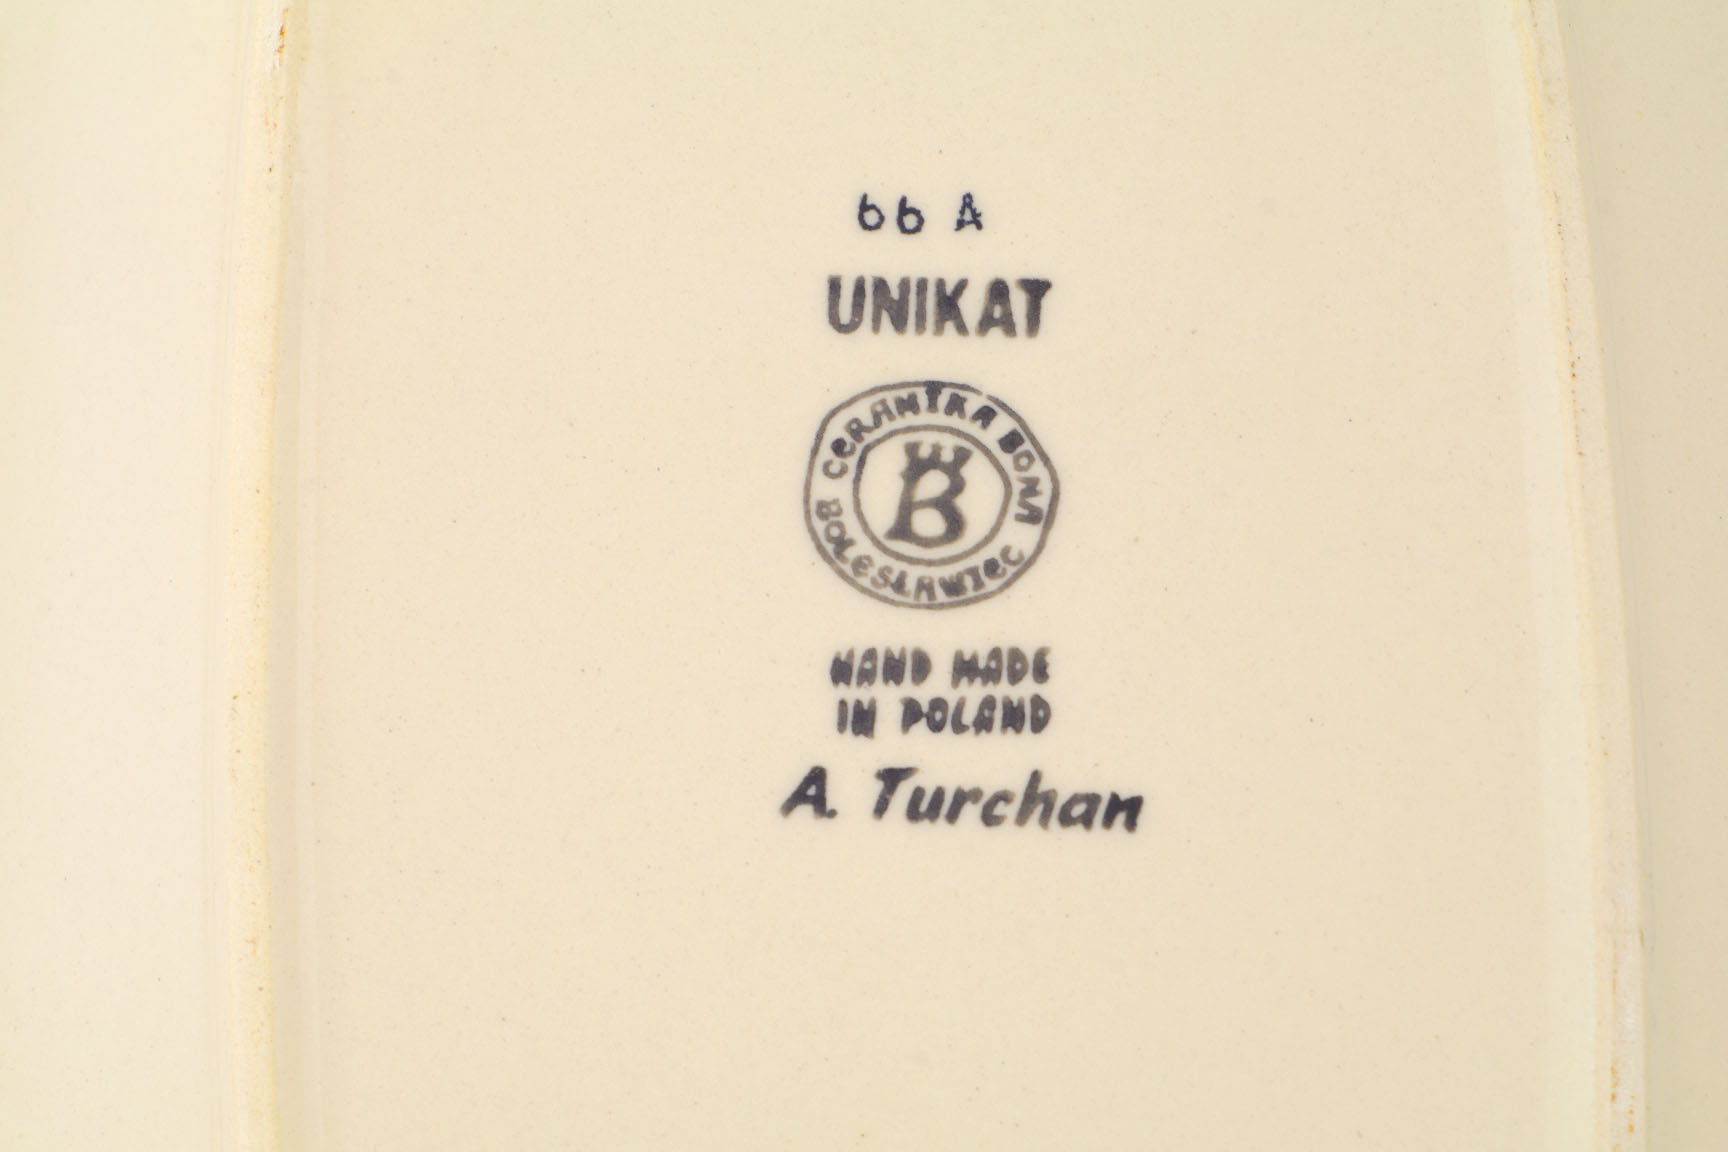 66 A
UNIKAT
CERAMIKA BONA
B
BOLESŁAWIEC
HAND MADE
IN POLAND
A. Turchan